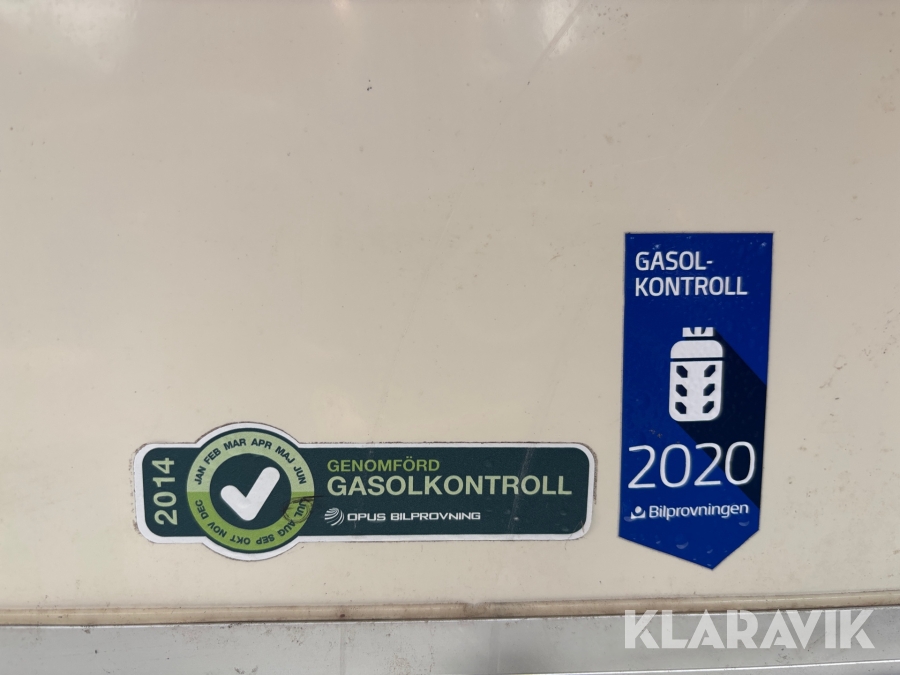 GASOL-
KONTROLL
2020
Bilprovningen
2014
JAN FEB MAR APR MAJ JUN JUL AUG SEP OKT NOV DEC
GENOMFÖRD
GASOLKONTROLL
OPUS BILPROVNING
KLARAVIK